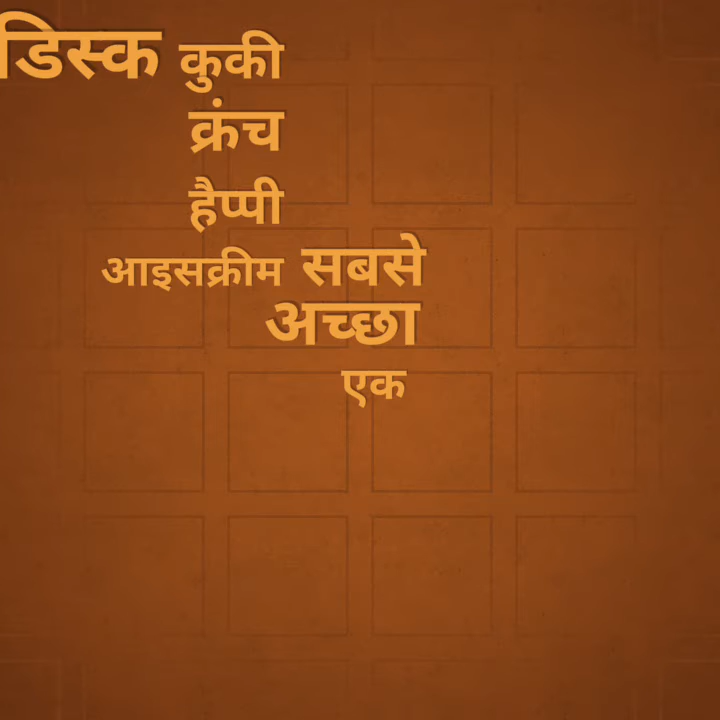 डिस्क कुकी
क्रंच
हैप्पी
आइसक्रीम सबसे
अच्छा
एक